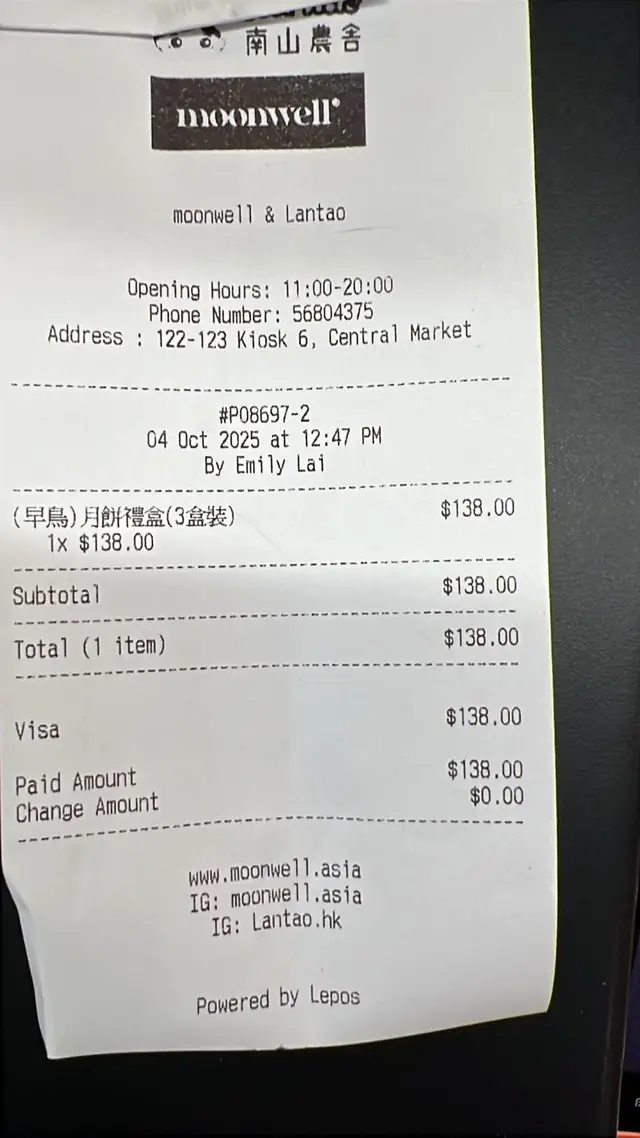 南山農舍
moonwell
moonwell & Lantao
Opening Hours: 11:00-20:00
Phone Number: 56804375
Address : 122-123 Kiosk 6, Central Market
#P08697-2
04 Oct 2025 at 12:47 PM
By Emily Lai
(早鳥)月餅禮盒(3盒裝) $138.00
1x $138.00
Subtotal $138.00
Total (1 item) $138.00
Visa $138.00
Paid Amount $138.00
Change Amount $0.00
www.moonwell.asia
IG: moonwell.asia
IG: Lantao.hk
Powered by Lepos